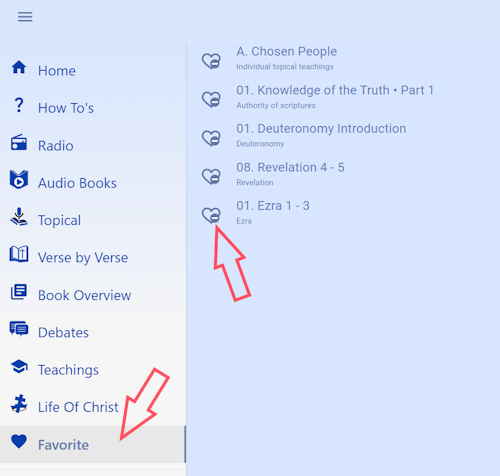 Home
How To's
Radio
Audio Books
Topical
Verse by Verse
Book Overview
Debates
Teachings
Life Of Christ
Favorite
A. Chosen People
Individual topical teachings
01. Knowledge of the Truth • Part 1
Authority of scriptures
01. Deuteronomy Introduction
Deuteronomy
08. Revelation 4 - 5
Revelation
01. Ezra 1 - 3
Ezra